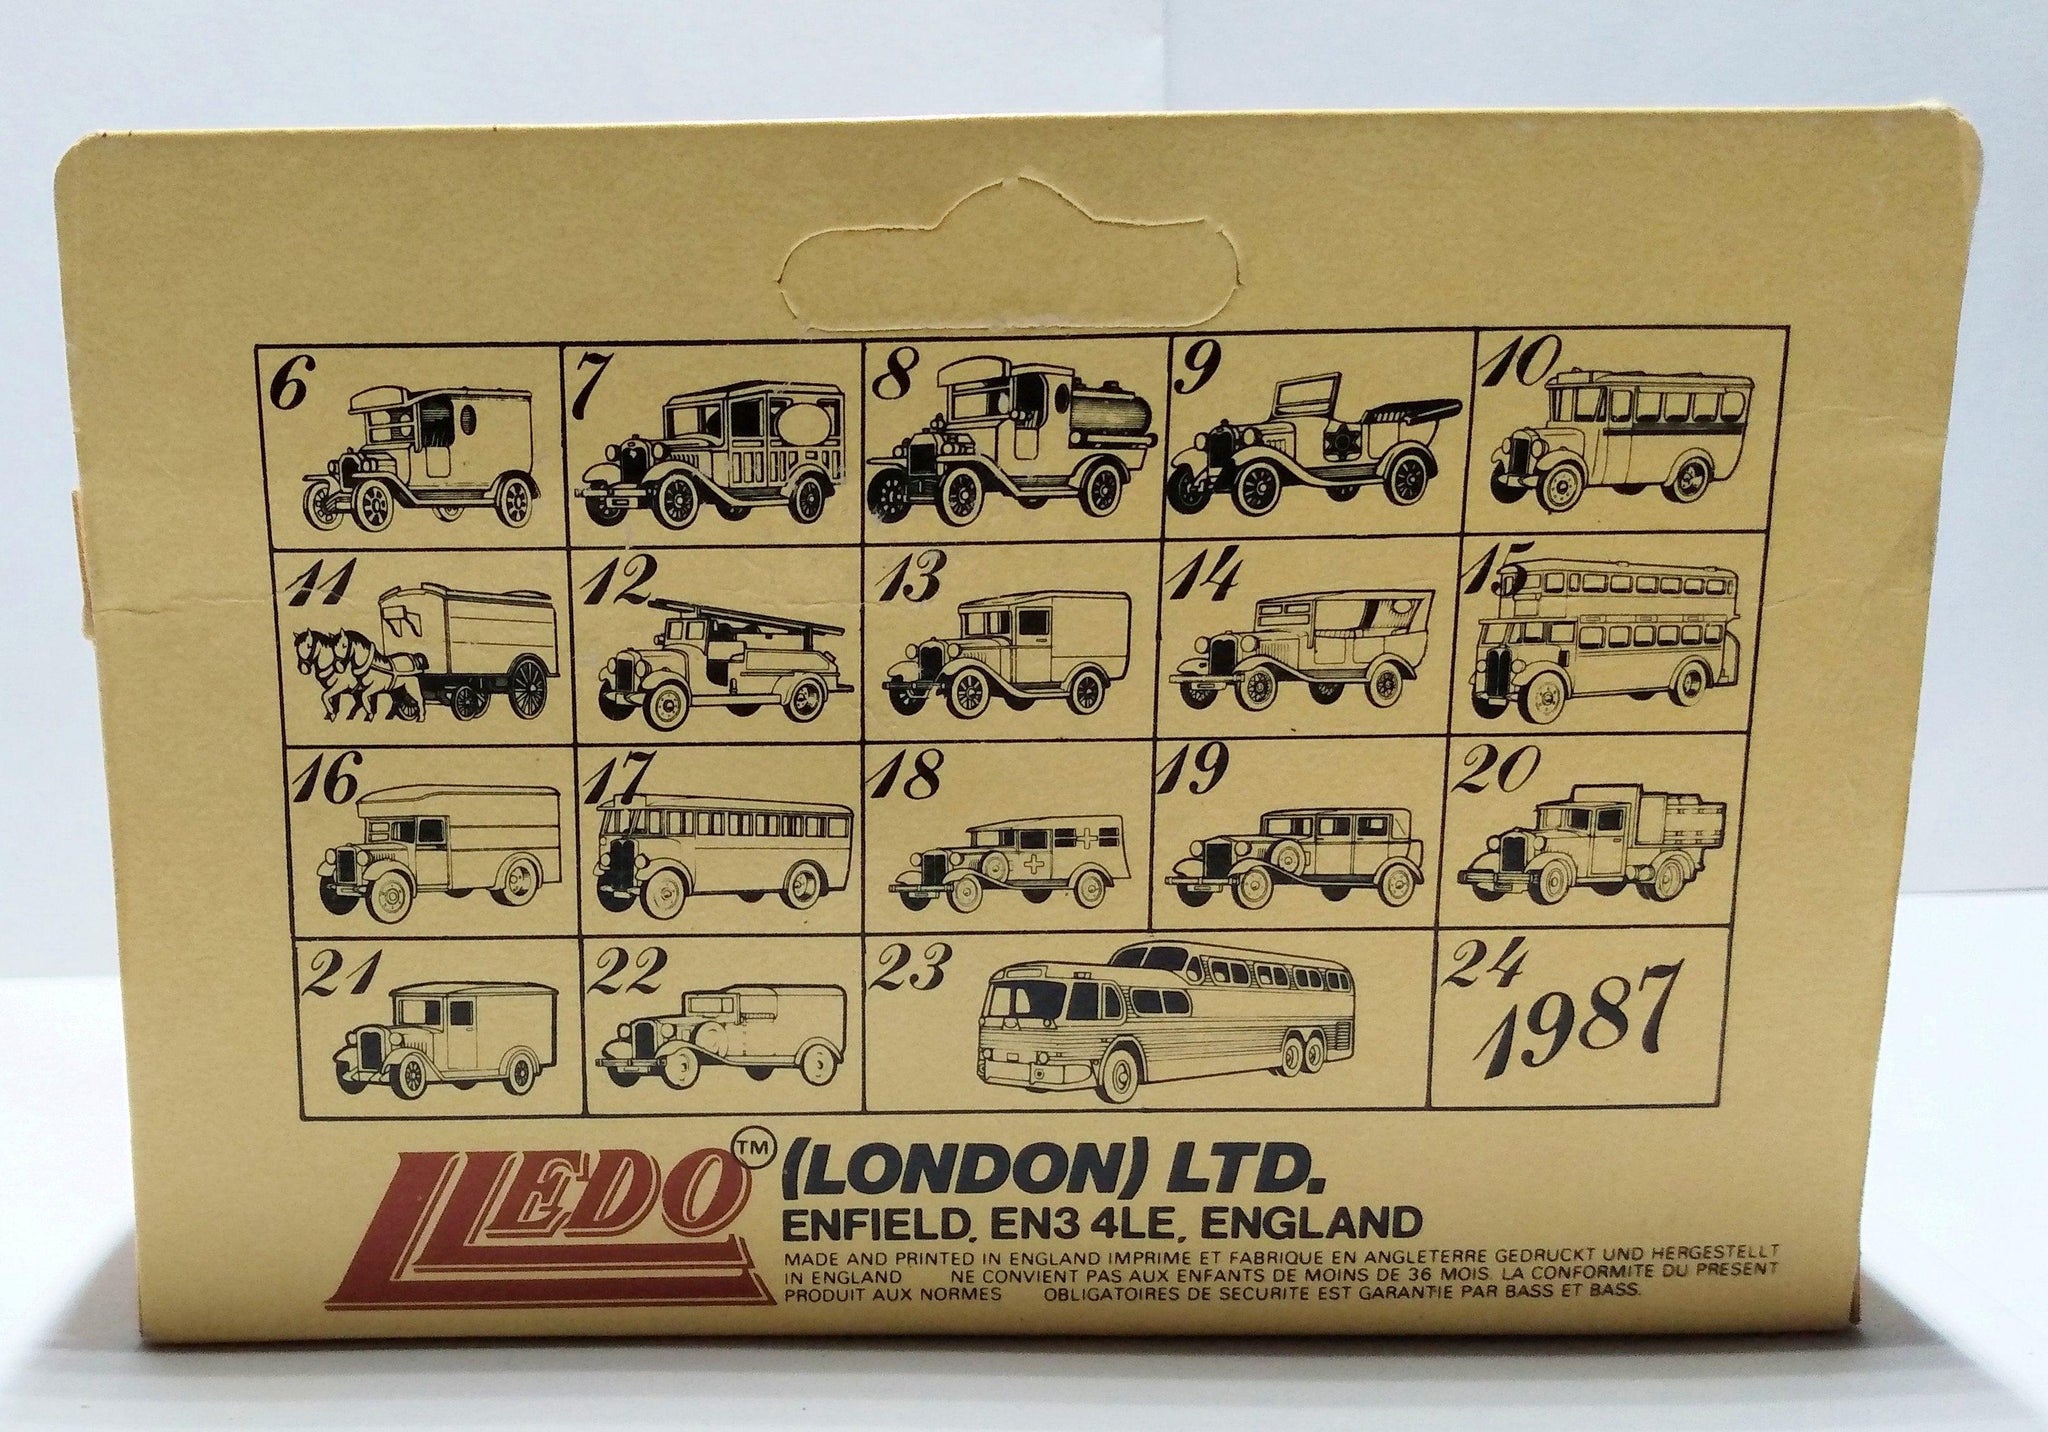 6 7 8 9 10
11 12 13 14 15
16 17 18 19 20
21 22 23 24
1987
LLEDO TM (LONDON) LTD.
ENFIELD, EN3 4LE, ENGLAND
MADE AND PRINTED IN ENGLAND IMPRIME ET FABRIQUE EN ANGLETERRE GEDRUCKT UND HERGESTELLT
IN ENGLAND NE CONVIENT PAS AUX ENFANTS DE MOINS DE 36 MOIS. LA CONFORMITE DU PRESENT
PRODUIT AUX NORMES OBLIGATOIRES DE SECURITE EST GARANTIE PAR BASS ET BASS.